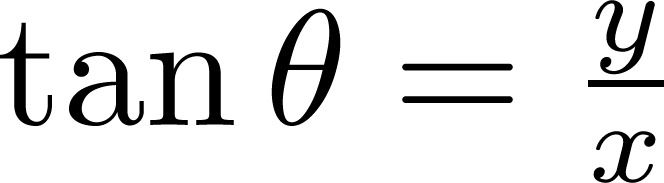 tan θ = y/x